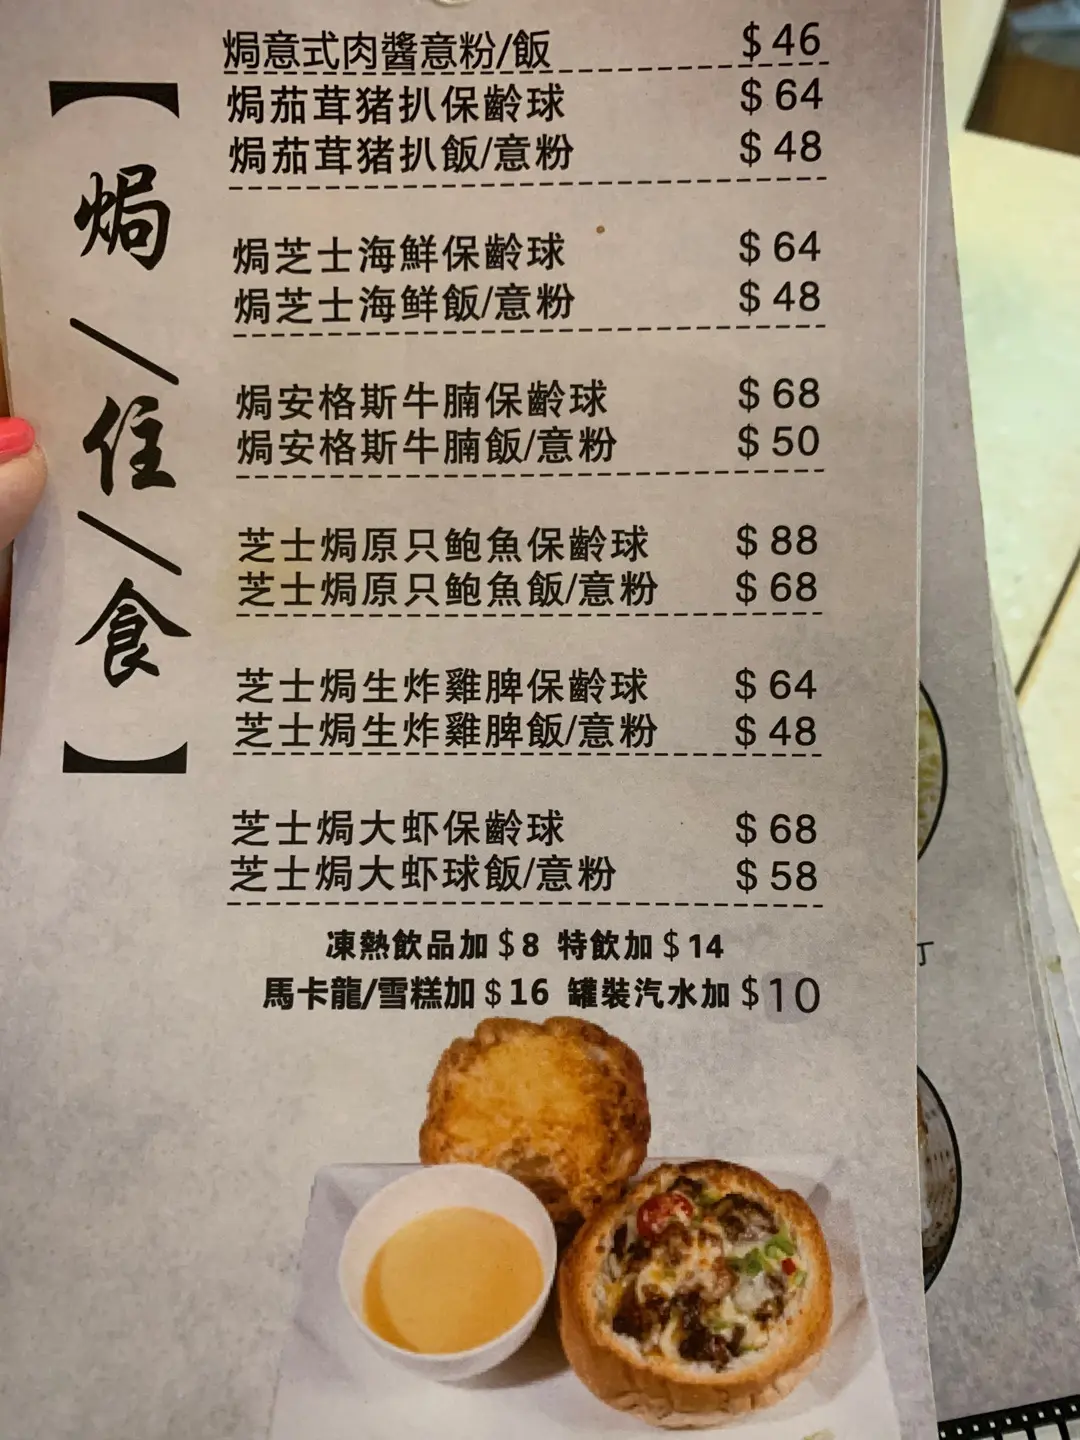 【焗/住/食】
焗意式肉醬意粉/飯 $46
焗茄茸猪扒保齡球 $64
焗茄茸猪扒飯/意粉 $48
焗芝士海鮮保齡球 $64
焗芝士海鲜飯/意粉 $48
焗安格斯牛腩保齡球 $68
焗安格斯牛腩飯/意粉 $50
芝士焗原只鮑魚保齡球 $88
芝士焗原只鮑魚飯/意粉 $68
芝士焗生炸雞脾保齡球 $64
芝士焗生炸雞脾飯/意粉 $48
芝士焗大虾保齡球 $68
芝士焗大虾球飯/意粉 $58
凍熱飲品加$8 特飲加$14
馬卡龍/雪糕加$16 罐裝汽水加$10
丁